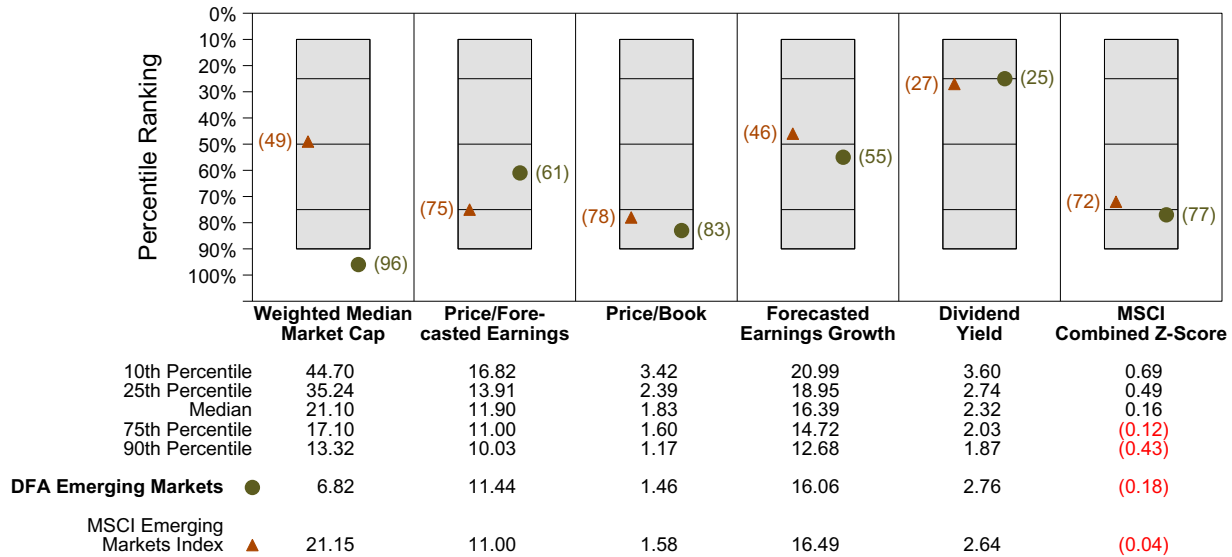 0%
10%
20%
30%
40%
50%
60%
70%
80%
90%
100%
Percentile Ranking
(49)
(96)
(75)
(61)
(78)
(83)
(46)
(55)
(27)
(25)
(72)
(77)
Weighted Median
Market Cap
Price/Fore-
casted Earnings
Price/Book
Forecasted
Earnings Growth
Dividend
Yield
MSCI
Combined Z-Score
10th Percentile 44.70 16.82 3.42 20.99 3.60 0.69
25th Percentile 35.24 13.91 2.39 18.95 2.74 0.49
Median 21.10 11.90 1.83 16.39 2.32 0.16
75th Percentile 17.10 11.00 1.60 14.72 2.03 (0.12)
90th Percentile 13.32 10.03 1.17 12.68 1.87 (0.43)
DFA Emerging Markets 6.82 11.44 1.46 16.06 2.76 (0.18)
MSCI Emerging
Markets Index 21.15 11.00 1.58 16.49 2.64 (0.04)